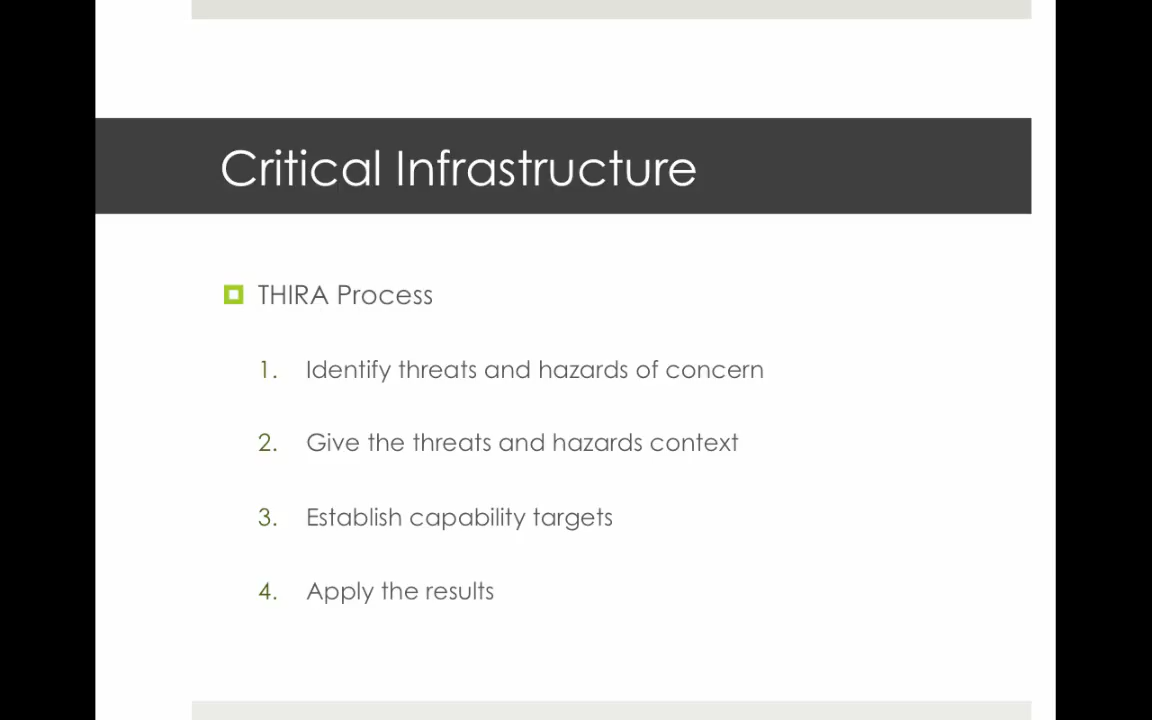 Critical Infrastructure
THIRA Process
1. Identify threats and hazards of concern
2. Give the threats and hazards context
3. Establish capability targets
4. Apply the results